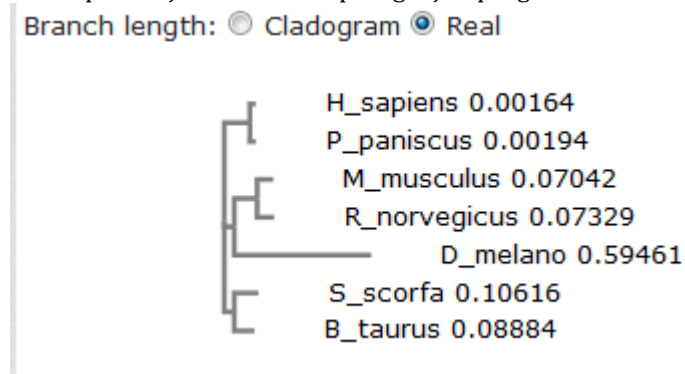 Branch length: Cladogram Real
H_sapiens 0.00164
P_paniscus 0.00194
M_musculus 0.07042
R_norvegicus 0.07329
D_melano 0.59461
S_scorfa 0.10616
B_taurus 0.08884